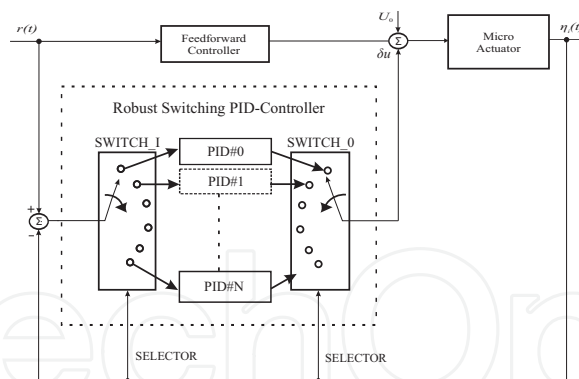 r(t)
Feedforward
Controller
U₀
Σ
δu
Micro
Actuator
Robust Switching PID-Controller
SWITCH_I
SWITCH_0
PID#0
PID#1
+
Σ
−
PID#N
SELECTOR
SELECTOR